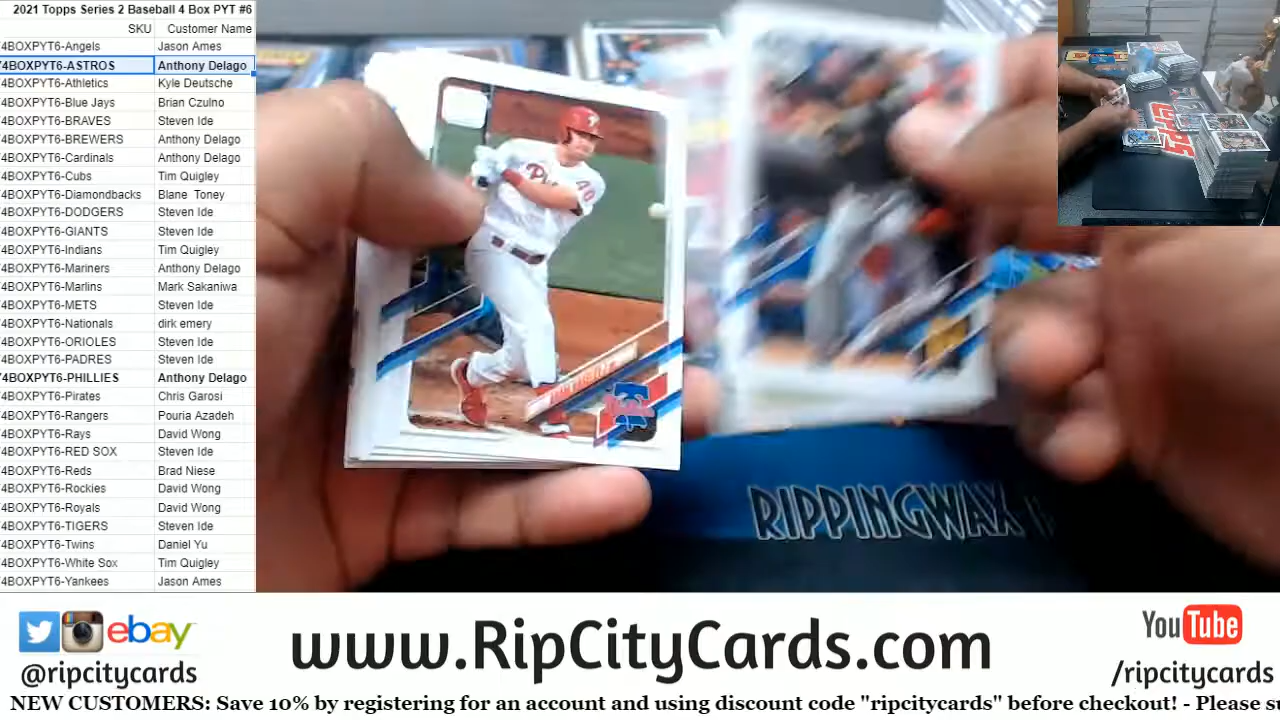 2021 Topps Series 2 Baseball 4 Box PYT #6
SKU Customer Name
4BOXPYT6-Angels Jason Ames
4BOXPYT6-ASTROS Anthony Delago
4BOXPYT6-Athletics Kyle Deutsche
4BOXPYT6-Blue Jays Brian Czulno
4BOXPYT6-BRAVES Steven Ide
4BOXPYT6-BREWERS Anthony Delago
4BOXPYT6-Cardinals Anthony Delago
4BOXPYT6-Cubs Tim Quigley
4BOXPYT6-Diamondbacks Blane Toney
4BOXPYT6-DODGERS Steven Ide
4BOXPYT6-GIANTS Steven Ide
4BOXPYT6-Indians Tim Quigley
4BOXPYT6-Mariners Anthony Delago
4BOXPYT6-Marlins Mark Sakaniwa
4BOXPYT6-METS Steven Ide
4BOXPYT6-Nationals dirk emery
4BOXPYT6-ORIOLES Steven Ide
4BOXPYT6-PADRES Steven Ide
4BOXPYT6-PHILLIES Anthony Delago
4BOXPYT6-Pirates Chris Garosi
4BOXPYT6-Rangers Pouria Azadeh
4BOXPYT6-Rays David Wong
4BOXPYT6-RED SOX Steven Ide
4BOXPYT6-Reds Brad Niese
4BOXPYT6-Rockies David Wong
4BOXPYT6-Royals David Wong
4BOXPYT6-TIGERS Steven Ide
4BOXPYT6-Twins Daniel Yu
4BOXPYT6-White Sox Tim Quigley
4BOXPYT6-Yankees Jason Ames
40
RIPPINGWAX
ebay
@ripcitycards
www.RipCityCards.com
YouTube
/ripcitycards
NEW CUSTOMERS: Save 10% by registering for an account and using discount code "ripcitycards" before checkout! - Please